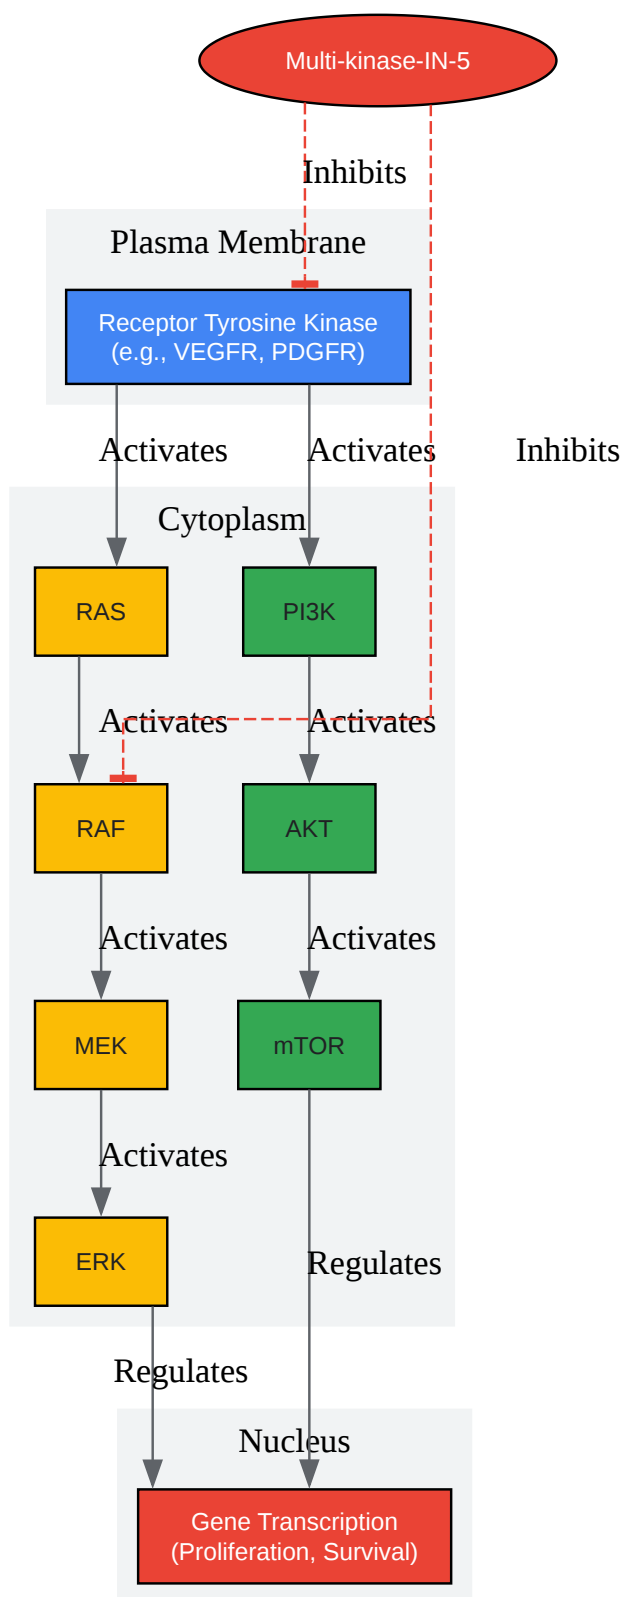 Multi-kinase-IN-5
Inhibits
Plasma Membrane
Receptor Tyrosine Kinase
(e.g., VEGFR, PDGFR)
Activates
Activates
Inhibits
Cytoplasm
RAS
PI3K
Activates
Activates
RAF
AKT
Activates
Activates
MEK
mTOR
Activates
ERK
Regulates
Regulates
Nucleus
Gene Transcription
(Proliferation, Survival)